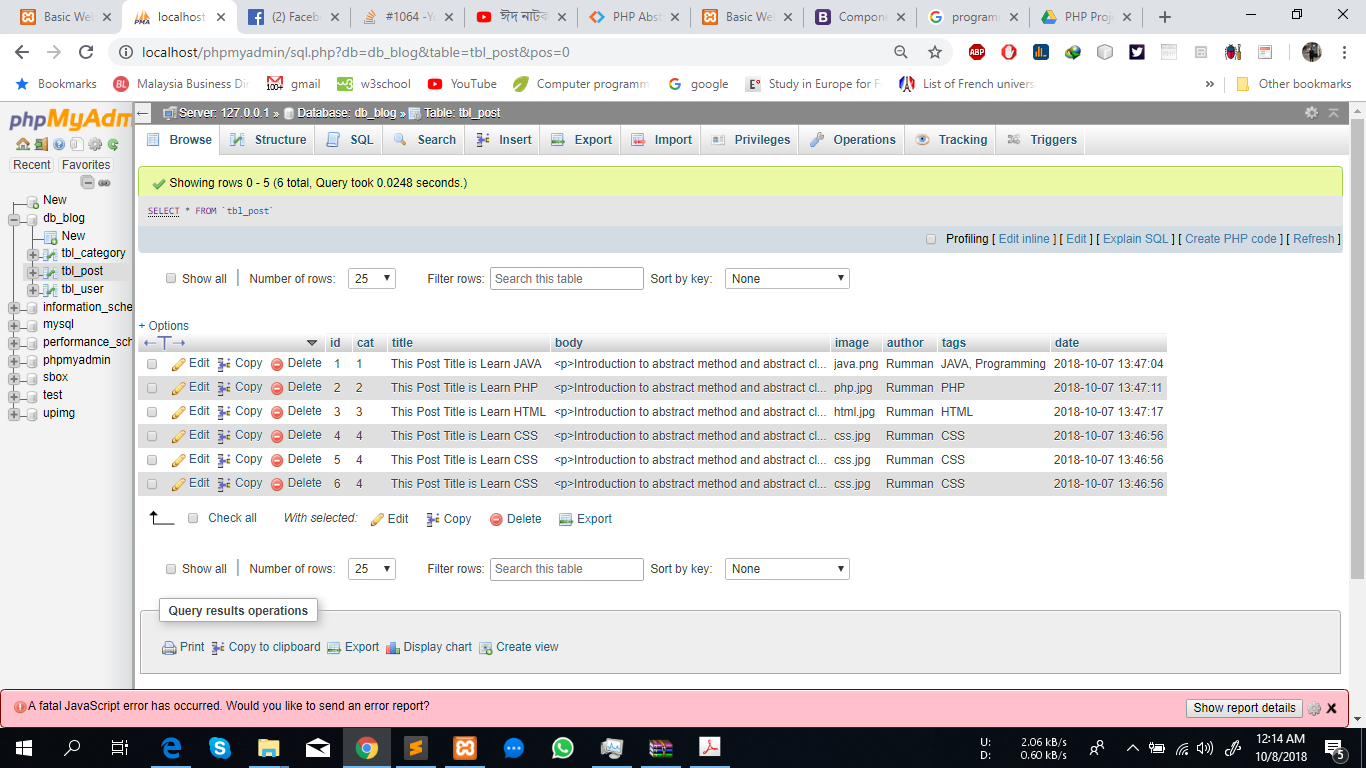 Basic Web
localhost
(2) Faceb
#1064 - Yo
ঈদ নাটক
PHP Abst
Basic Web
Compone
program
PHP Proj
localhost/phpmyadmin/sql.php?db=db_blog&table=tbl_post&pos=0
Bookmarks
Malaysia Business Dir
100+
gmail
w3school
YouTube
Computer programm
google
Study in Europe for F
List of French univers
»
Other bookmarks
phpMyAdm
Recent
Favorites
New
db_blog
New
tbl_category
tbl_post
tbl_user
information_sche
mysql
performance_sch
phpmyadmin
sbox
test
upimg
Server: 127.0.0.1 » Database: db_blog » Table: tbl_post
Browse Structure SQL Search Insert Export Import Privileges Operations Tracking Triggers
Showing rows 0 - 5 (6 total, Query took 0.0248 seconds.)
SELECT * FROM `tbl_post`
Profiling [ Edit inline ] [ Edit ] [ Explain SQL ] [ Create PHP code ] [ Refresh ]
Show all | Number of rows: 25 Filter rows: Search this table Sort by key: None
+ Options
←T→ id cat title body image author tags date
Edit Copy Delete 1 1 This Post Title is Learn JAVA <p>Introduction to abstract method and abstract cl... java.png Rumman JAVA, Programming 2018-10-07 13:47:04
Edit Copy Delete 2 2 This Post Title is Learn PHP <p>Introduction to abstract method and abstract cl... php.jpg Rumman PHP 2018-10-07 13:47:11
Edit Copy Delete 3 3 This Post Title is Learn HTML <p>Introduction to abstract method and abstract cl... html.jpg Rumman HTML 2018-10-07 13:47:17
Edit Copy Delete 4 4 This Post Title is Learn CSS <p>Introduction to abstract method and abstract cl... css.jpg Rumman CSS 2018-10-07 13:46:56
Edit Copy Delete 5 4 This Post Title is Learn CSS <p>Introduction to abstract method and abstract cl... css.jpg Rumman CSS 2018-10-07 13:46:56
Edit Copy Delete 6 4 This Post Title is Learn CSS <p>Introduction to abstract method and abstract cl... css.jpg Rumman CSS 2018-10-07 13:46:56
Check all With selected: Edit Copy Delete Export
Show all | Number of rows: 25 Filter rows: Search this table Sort by key: None
Query results operations
Print Copy to clipboard Export Display chart Create view
A fatal JavaScript error has occurred. Would you like to send an error report?
Show report details
U: 2.06 kB/s
D: 0.60 kB/s
12:14 AM
10/8/2018
5